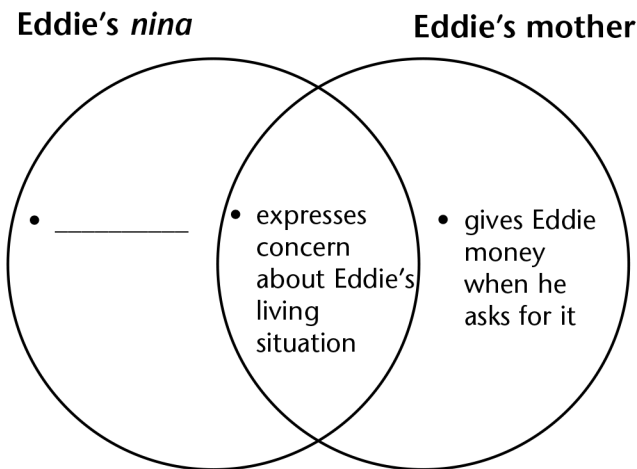 Eddie's nina
Eddie's mother
• __________
• expresses
concern
about Eddie's
living
situation
• gives Eddie
money
when he
asks for it